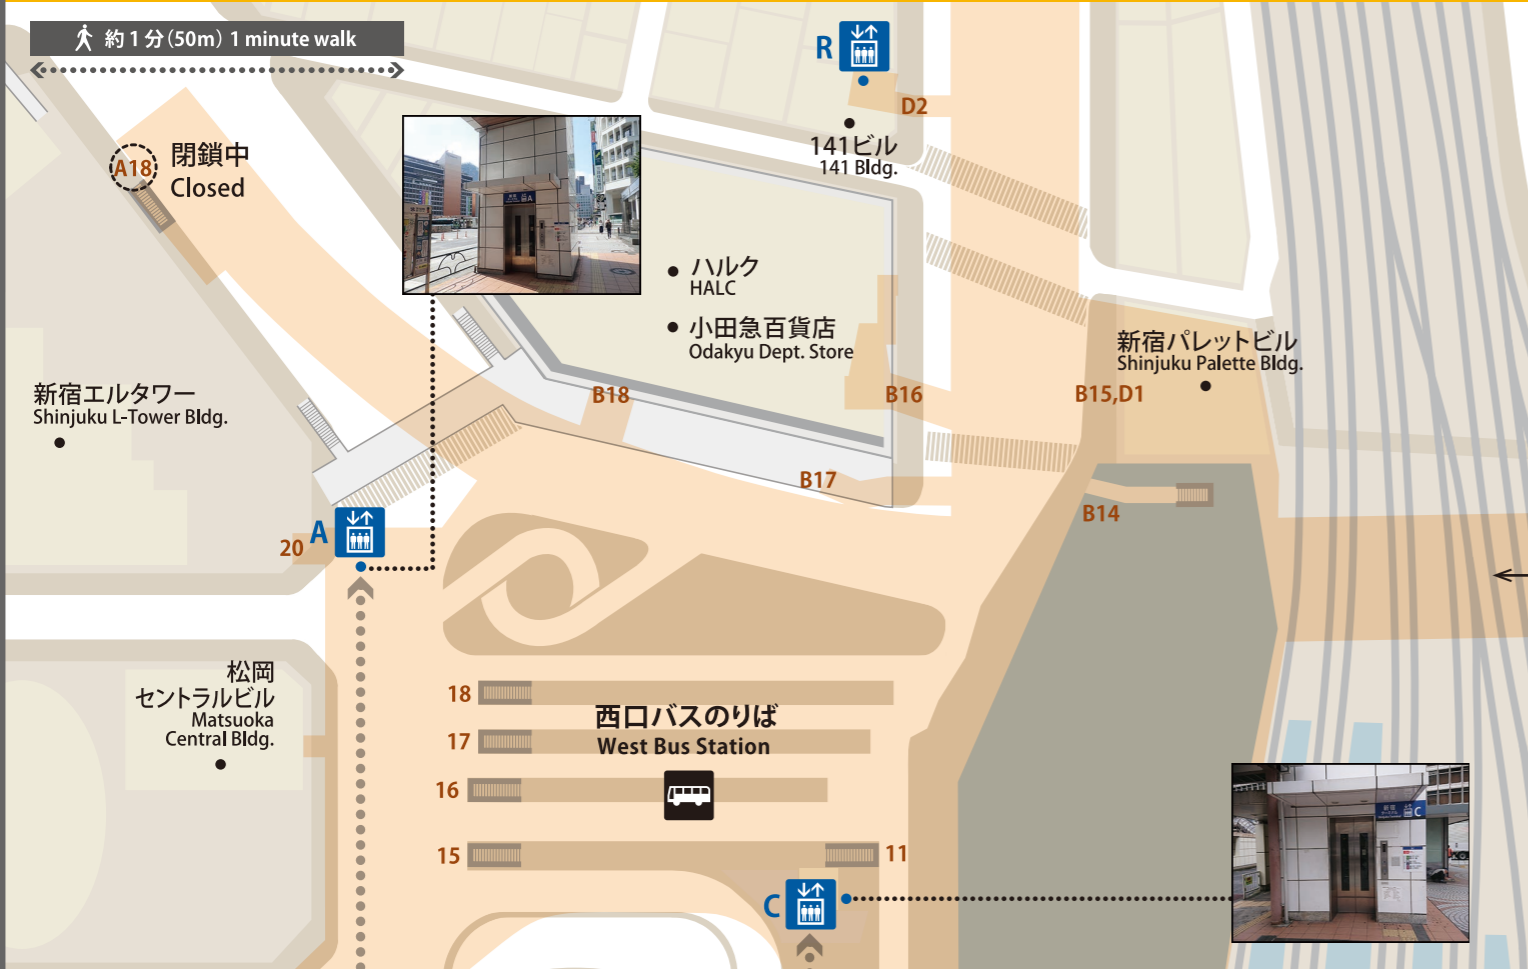 約1分(50m) 1 minute walk
R
D2
141ビル
141 Bldg.
A18
閉鎖中
Closed
A
ハルク
HALC
小田急百貨店
Odakyu Dept. Store
新宿パレットビル
Shinjuku Palette Bldg.
新宿エルタワー
Shinjuku L-Tower Bldg.
B18
B16
B15,D1
B17
B14
20
A
松岡
セントラルビル
Matsuoka
Central Bldg.
18
西口バスのりば
West Bus Station
17
16
15
11
C
新宿
C